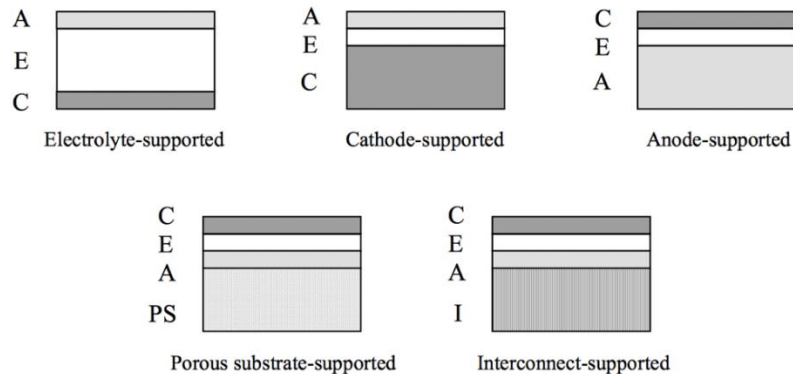 A
E
C
Electrolyte-supported
A
E
C
Cathode-supported
C
E
A
Anode-supported
C
E
A
PS
Porous substrate-supported
C
E
A
I
Interconnect-supported